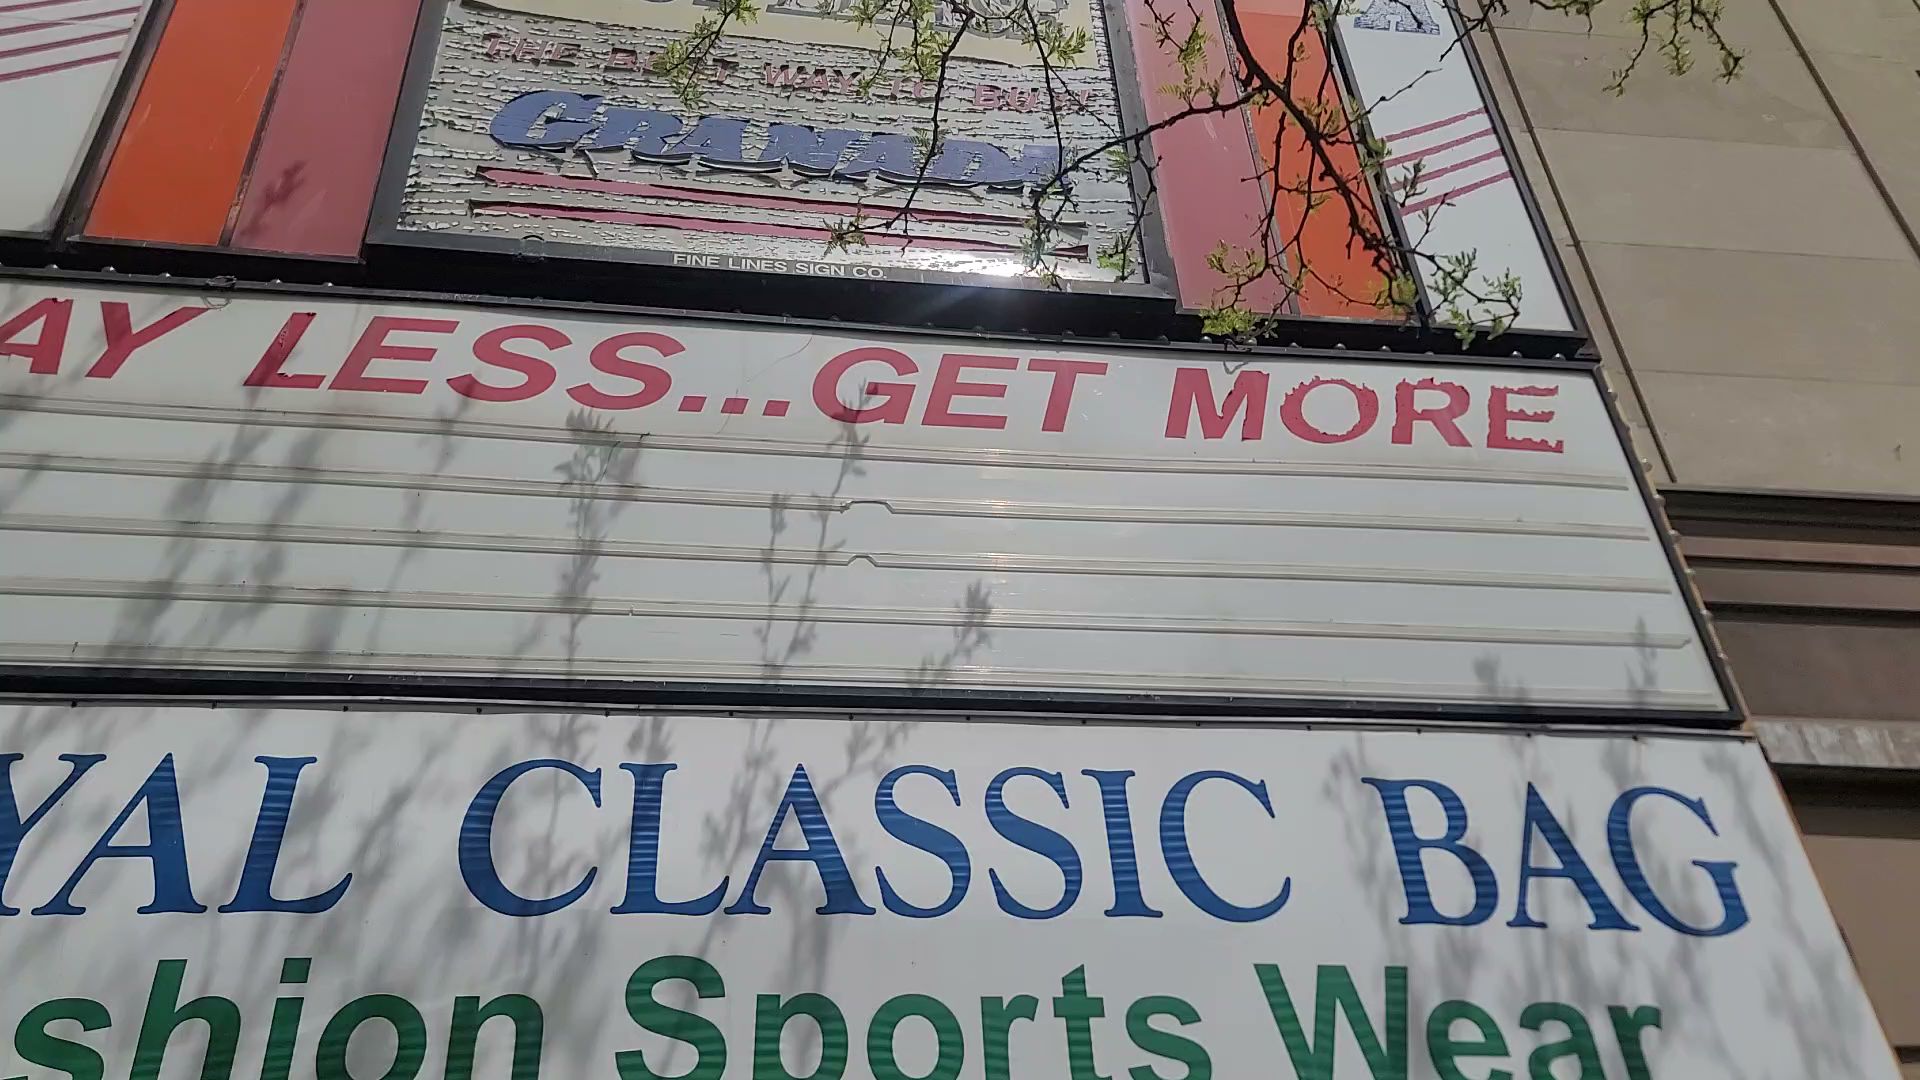 THE BEST WAY TO BUY
GRANADA
FINE LINES SIGN CO.
AY LESS...GET MORE
YAL CLASSIC BAG
shion Sports Wear